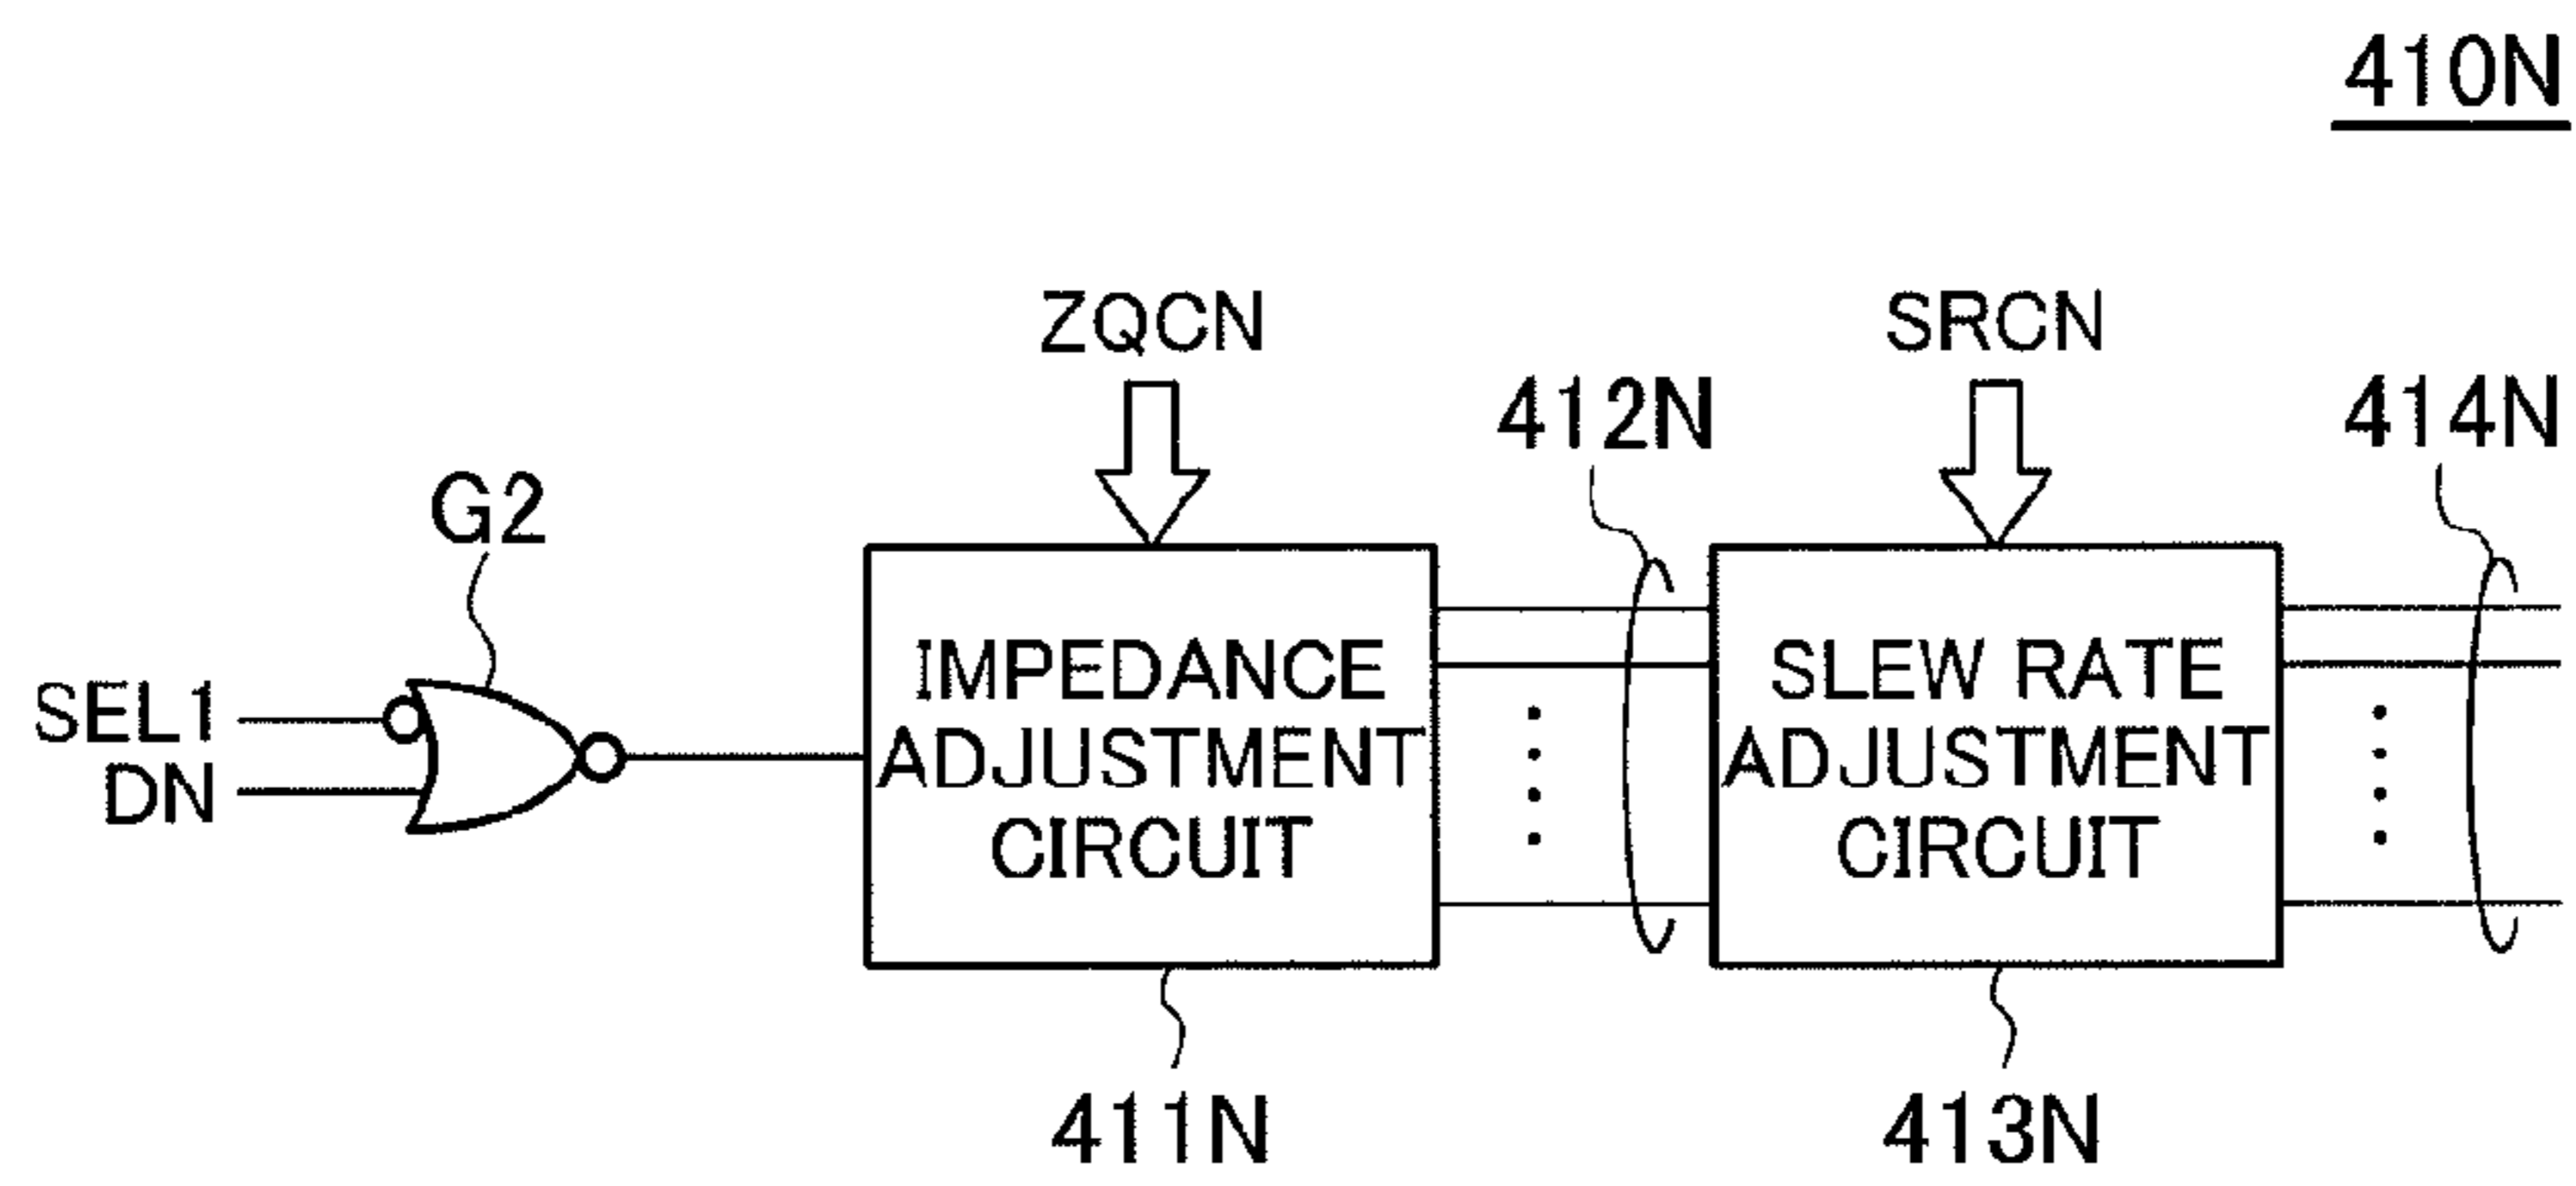 410N
ZQCN
SRCN
412N
414N
G2
SEL1
DN
IMPEDANCE
ADJUSTMENT
CIRCUIT
SLEW RATE
ADJUSTMENT
CIRCUIT
411N
413N